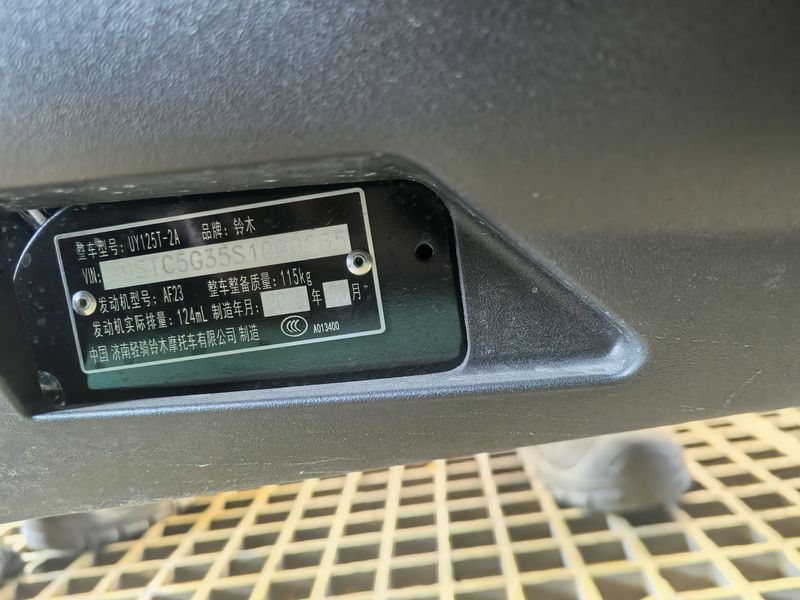 整车型号: UY125T-2A 品牌: 铃木
VIN:
发动机型号: AF23 整车整备质量: 115kg
发动机实际排量: 124mL 制造年月: 年 月
中国 济南轻骑铃木摩托车有限公司 制造
CCC A013400